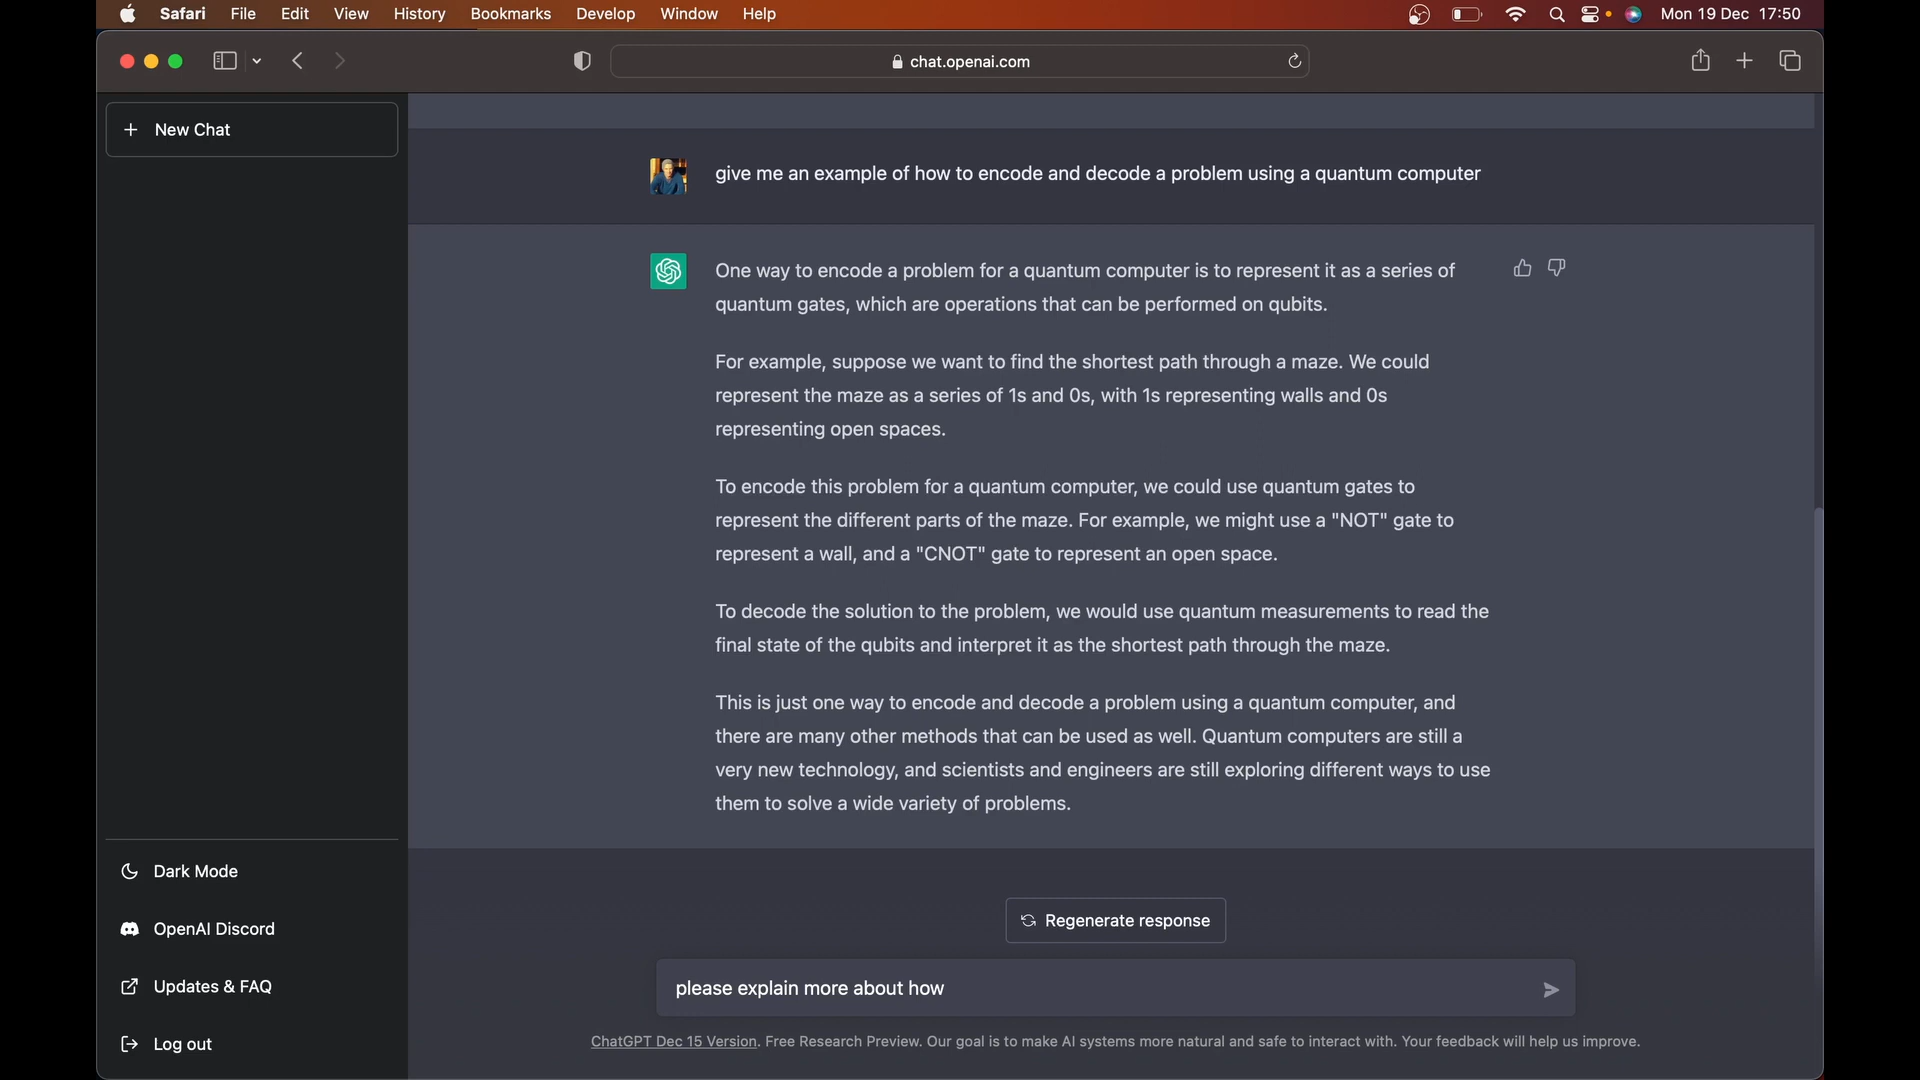 Safari File Edit View History Bookmarks Develop Window Help Mon 19 Dec 17:50
chat.openai.com
New Chat
give me an example of how to encode and decode a problem using a quantum computer
One way to encode a problem for a quantum computer is to represent it as a series of
quantum gates, which are operations that can be performed on qubits.
For example, suppose we want to find the shortest path through a maze. We could
represent the maze as a series of 1s and 0s, with 1s representing walls and 0s
representing open spaces.
To encode this problem for a quantum computer, we could use quantum gates to
represent the different parts of the maze. For example, we might use a "NOT" gate to
represent a wall, and a "CNOT" gate to represent an open space.
To decode the solution to the problem, we would use quantum measurements to read the
final state of the qubits and interpret it as the shortest path through the maze.
This is just one way to encode and decode a problem using a quantum computer, and
there are many other methods that can be used as well. Quantum computers are still a
very new technology, and scientists and engineers are still exploring different ways to use
them to solve a wide variety of problems.
Dark Mode
OpenAI Discord
Updates & FAQ
Log out
Regenerate response
please explain more about how
ChatGPT Dec 15 Version. Free Research Preview. Our goal is to make AI systems more natural and safe to interact with. Your feedback will help us improve.